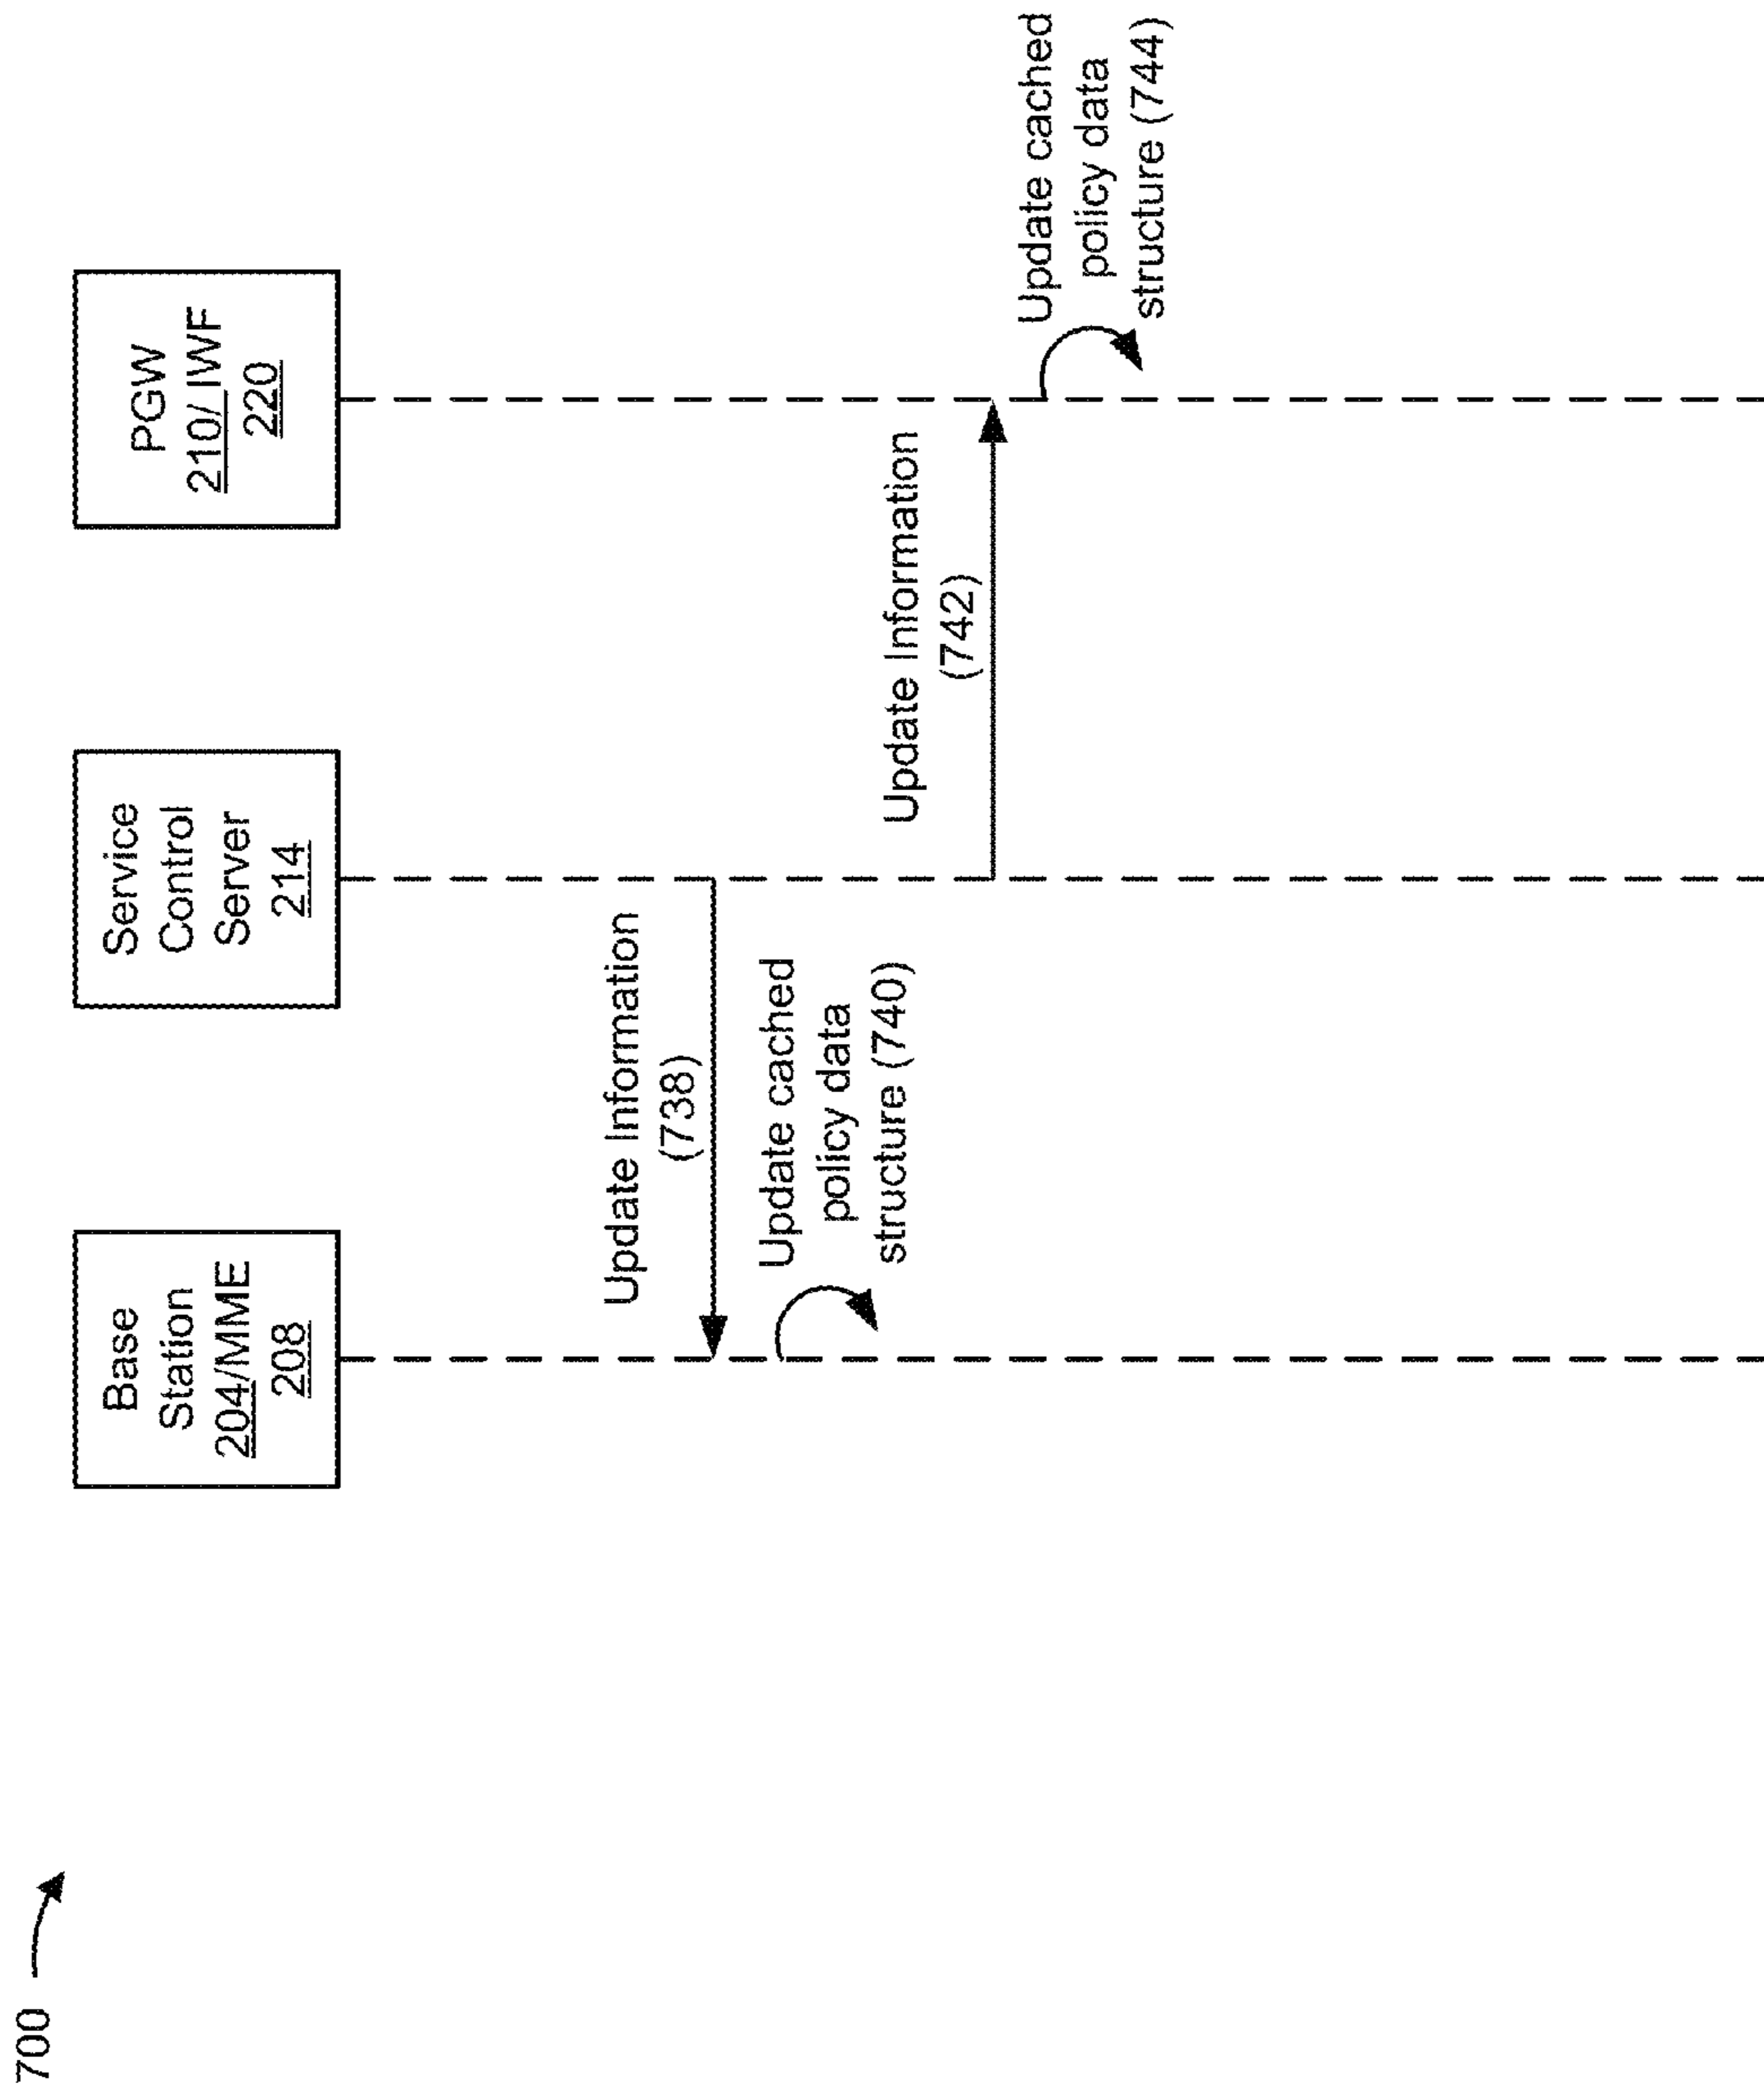 700
Base
Station
204/MME
208
Service
Control
Server
214
PGW
210/ IWF
220
Update Information
(738)
Update cached
policy data
structure (740)
Update Information
(742)
Update cached
policy data
structure (744)